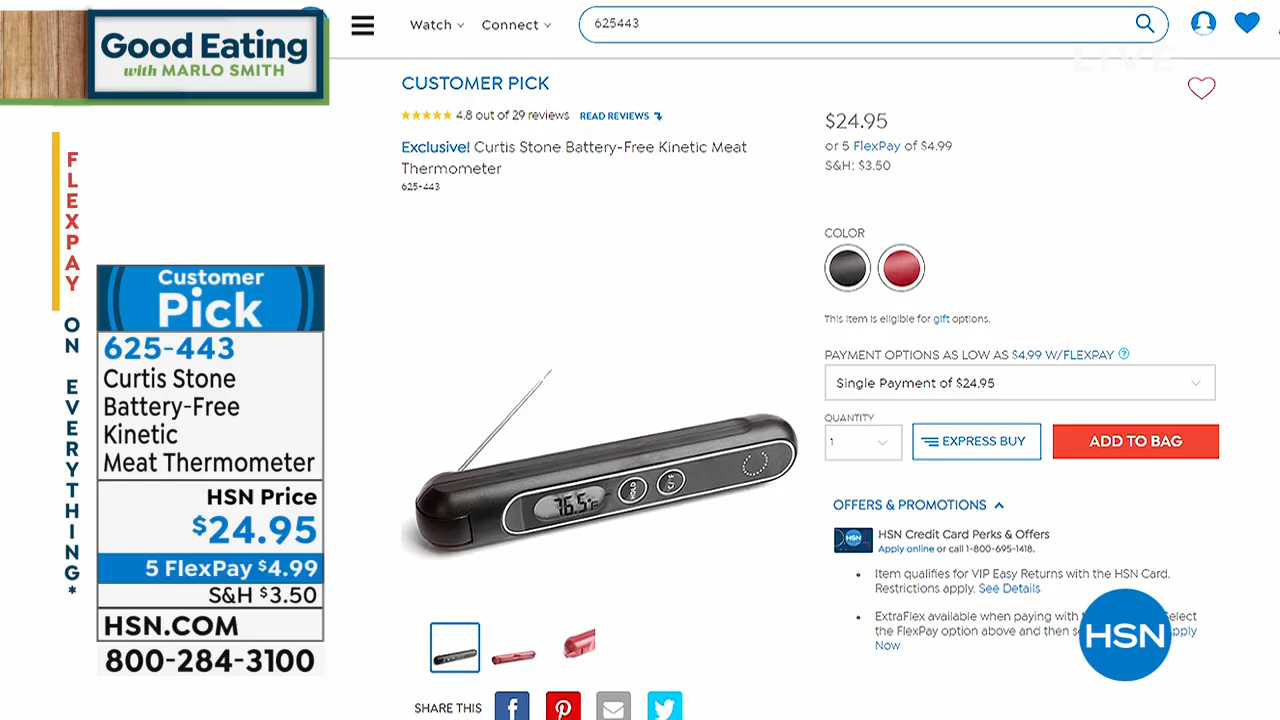 Good Eating
with MARLO SMITH
FLEXPAY ON EVERYTHING*
Customer
Pick
625-443
Curtis Stone
Battery-Free
Kinetic
Meat Thermometer
HSN Price
$24.95
5 FlexPay $4.99
S&H $3.50
HSN.COM
800-284-3100
Watch
Connect
625443
LIVE
CUSTOMER PICK
4.8 out of 29 reviews READ REVIEWS
Exclusive! Curtis Stone Battery-Free Kinetic Meat
Thermometer
625-443
76.5°F
HOLD
C/F
SHARE THIS
$24.95
or 5 FlexPay of $4.99
S&H: $3.50
COLOR
This item is eligible for gift options.
PAYMENT OPTIONS AS LOW AS $4.99 W/FLEXPAY ?
Single Payment of $24.95
QUANTITY
1
EXPRESS BUY
ADD TO BAG
OFFERS & PROMOTIONS
HSN
HSN Credit Card Perks & Offers
Apply online or call 1-800-695-1418.
• Item qualifies for VIP Easy Returns with the HSN Card.
Restrictions apply. See Details
• ExtraFlex available when paying with
the FlexPay option above and then
Now
HSN